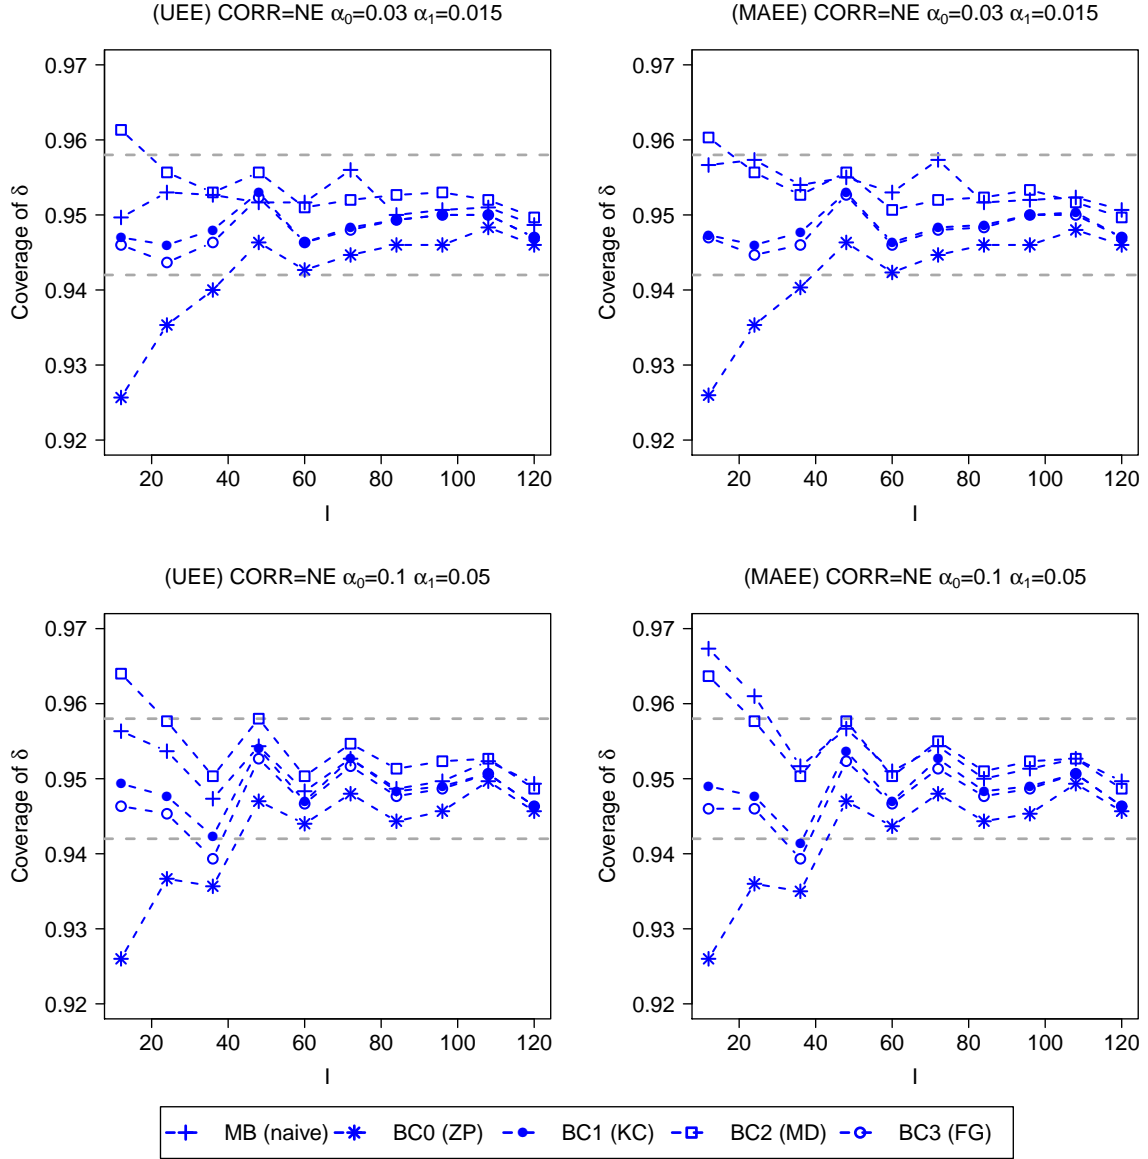 (UEE) CORR=NE α₀=0.03 α₁=0.015
Coverage of δ
0.97
0.96
0.95
0.94
0.93
0.92
20 40 60 80 100 120
I
(MAEE) CORR=NE α₀=0.03 α₁=0.015
Coverage of δ
0.97
0.96
0.95
0.94
0.93
0.92
20 40 60 80 100 120
I
(UEE) CORR=NE α₀=0.1 α₁=0.05
Coverage of δ
0.97
0.96
0.95
0.94
0.93
0.92
20 40 60 80 100 120
I
(MAEE) CORR=NE α₀=0.1 α₁=0.05
Coverage of δ
0.97
0.96
0.95
0.94
0.93
0.92
20 40 60 80 100 120
I
MB (naive) BC0 (ZP) BC1 (KC) BC2 (MD) BC3 (FG)